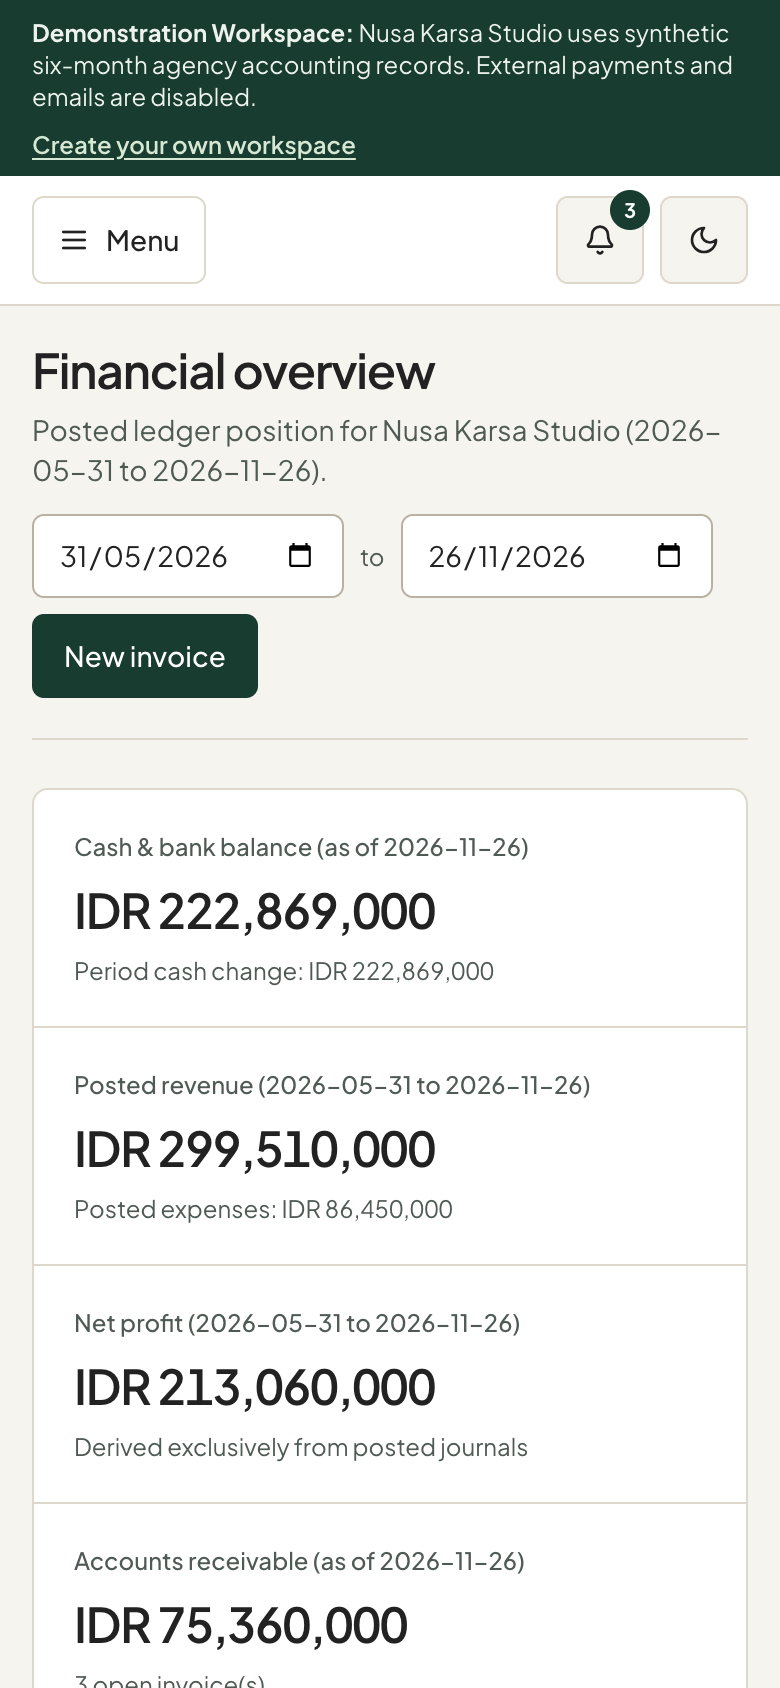 Demonstration Workspace: Nusa Karsa Studio uses synthetic
six-month agency accounting records. External payments and
emails are disabled.
Create your own workspace
Menu
3
Financial overview
Posted ledger position for Nusa Karsa Studio (2026-
05-31 to 2026-11-26).
31/05/2026 to 26/11/2026
New invoice
Cash & bank balance (as of 2026-11-26)
IDR 222,869,000
Period cash change: IDR 222,869,000
Posted revenue (2026-05-31 to 2026-11-26)
IDR 299,510,000
Posted expenses: IDR 86,450,000
Net profit (2026-05-31 to 2026-11-26)
IDR 213,060,000
Derived exclusively from posted journals
Accounts receivable (as of 2026-11-26)
IDR 75,360,000
3 open invoice(s)